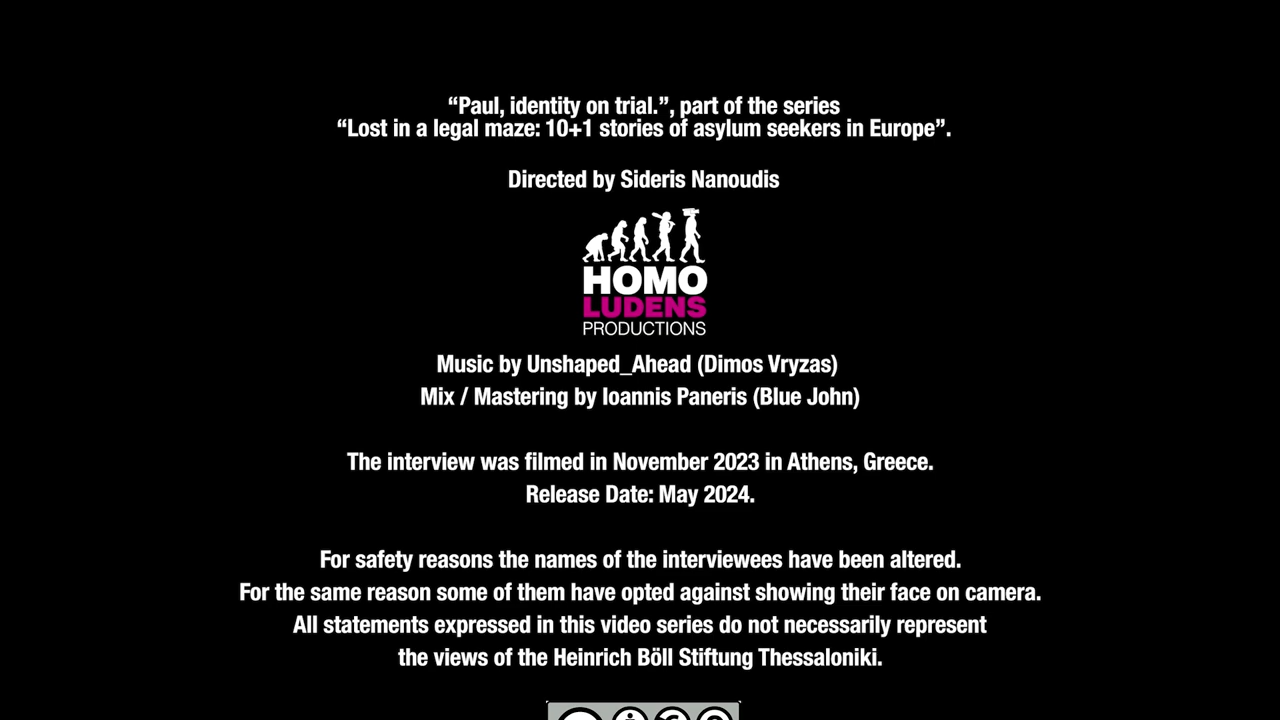 “Paul, identity on trial.”, part of the series
“Lost in a legal maze: 10+1 stories of asylum seekers in Europe”.
Directed by Sideris Nanoudis
HOMO
LUDENS
PRODUCTIONS
Music by Unshaped_Ahead (Dimos Vryzas)
Mix / Mastering by Ioannis Paneris (Blue John)
The interview was filmed in November 2023 in Athens, Greece.
Release Date: May 2024.
For safety reasons the names of the interviewees have been altered.
For the same reason some of them have opted against showing their face on camera.
All statements expressed in this video series do not necessarily represent
the views of the Heinrich Böll Stiftung Thessaloniki.